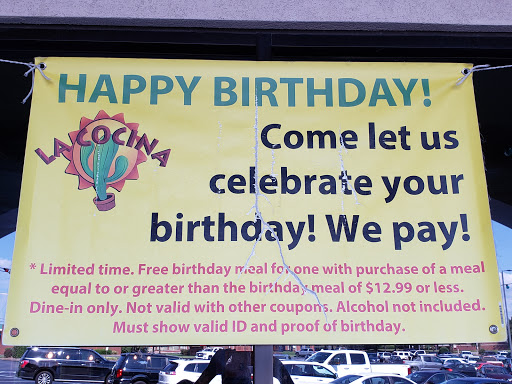 HAPPY BIRTHDAY!
LA COCINA
Come let us
celebrate your
birthday! We pay!
* Limited time. Free birthday meal for one with purchase of a meal
equal to or greater than the birthday meal of $12.99 or less.
Dine-in only. Not valid with other coupons. Alcohol not included.
Must show valid ID and proof of birthday.